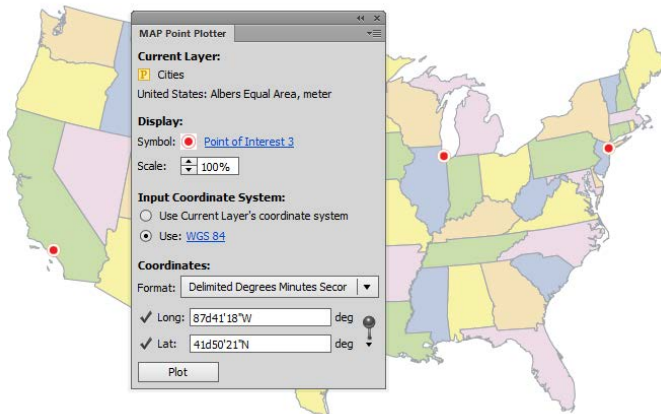 MAP Point Plotter
Current Layer:
P Cities
United States: Albers Equal Area, meter
Display:
Symbol: Point of Interest 3
Scale: 100%
Input Coordinate System:
Use Current Layer's coordinate system
Use: WGS 84
Coordinates:
Format: Delimited Degrees Minutes Secor
Long: 87d41'18"W deg
Lat: 41d50'21"N deg
Plot